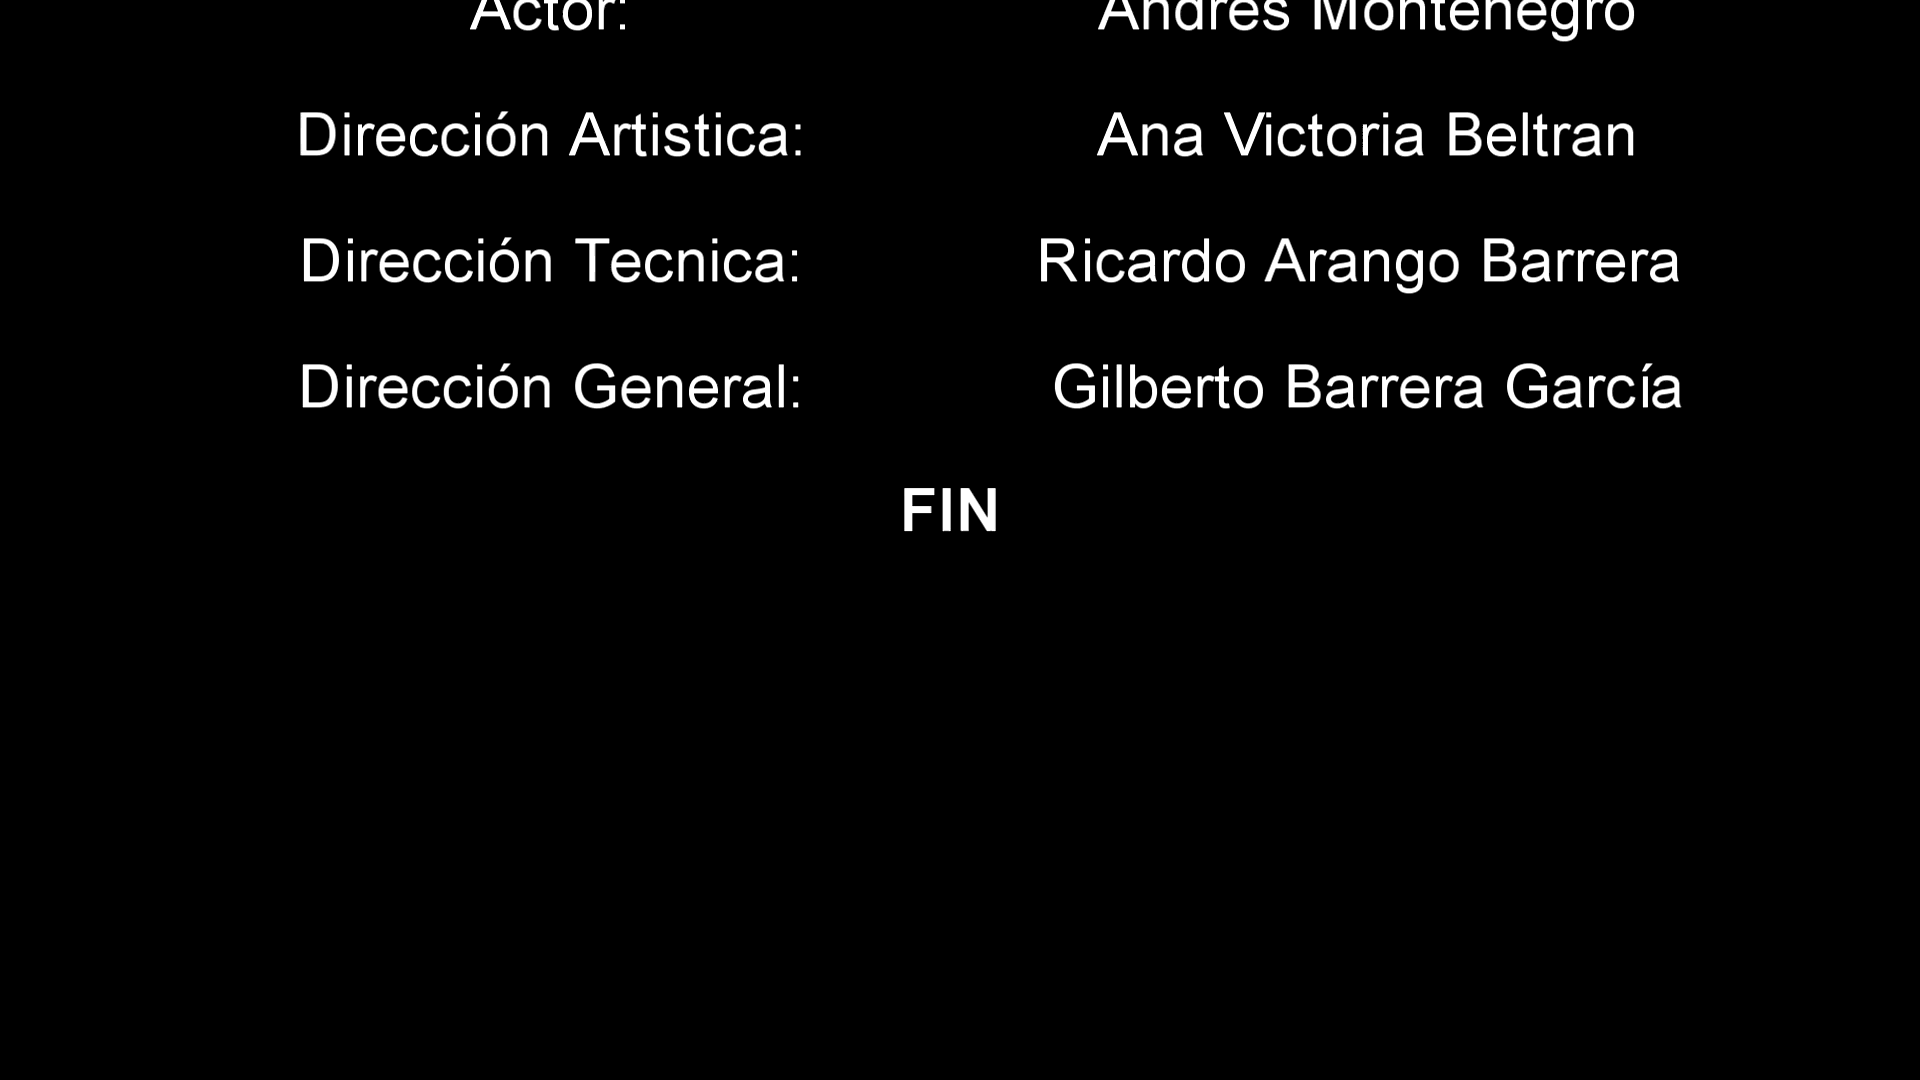 Actor: Andres Montenegro
Dirección Artistica: Ana Victoria Beltran
Dirección Tecnica: Ricardo Arango Barrera
Dirección General: Gilberto Barrera García
FIN